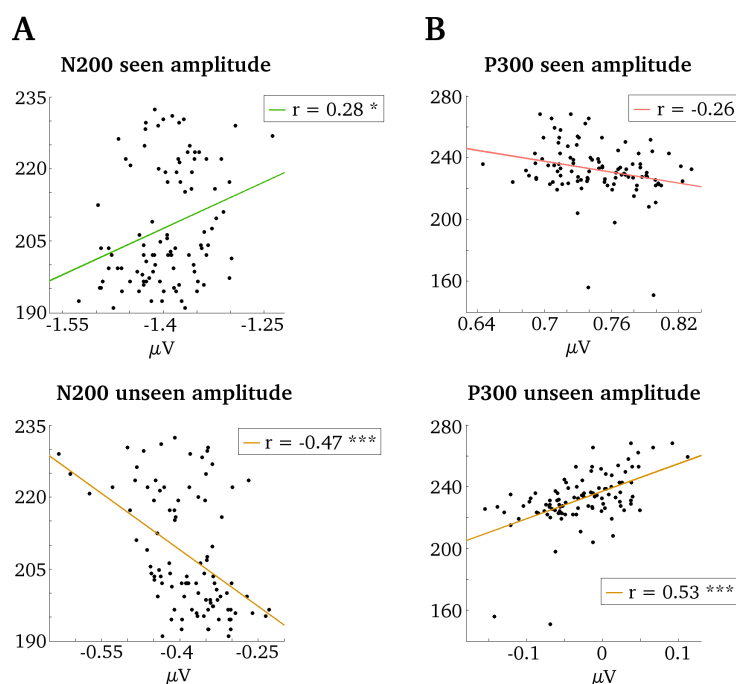 A
B
N200 seen amplitude
P300 seen amplitude
r = 0.28 *
r = -0.26
235
220
205
190
-1.55
-1.4
-1.25
µV
280
240
200
160
0.64
0.7
0.76
0.82
µV
N200 unseen amplitude
P300 unseen amplitude
r = -0.47 ***
r = 0.53 ***
235
220
205
190
-0.55
-0.4
-0.25
µV
280
240
200
160
-0.1
0
0.1
µV